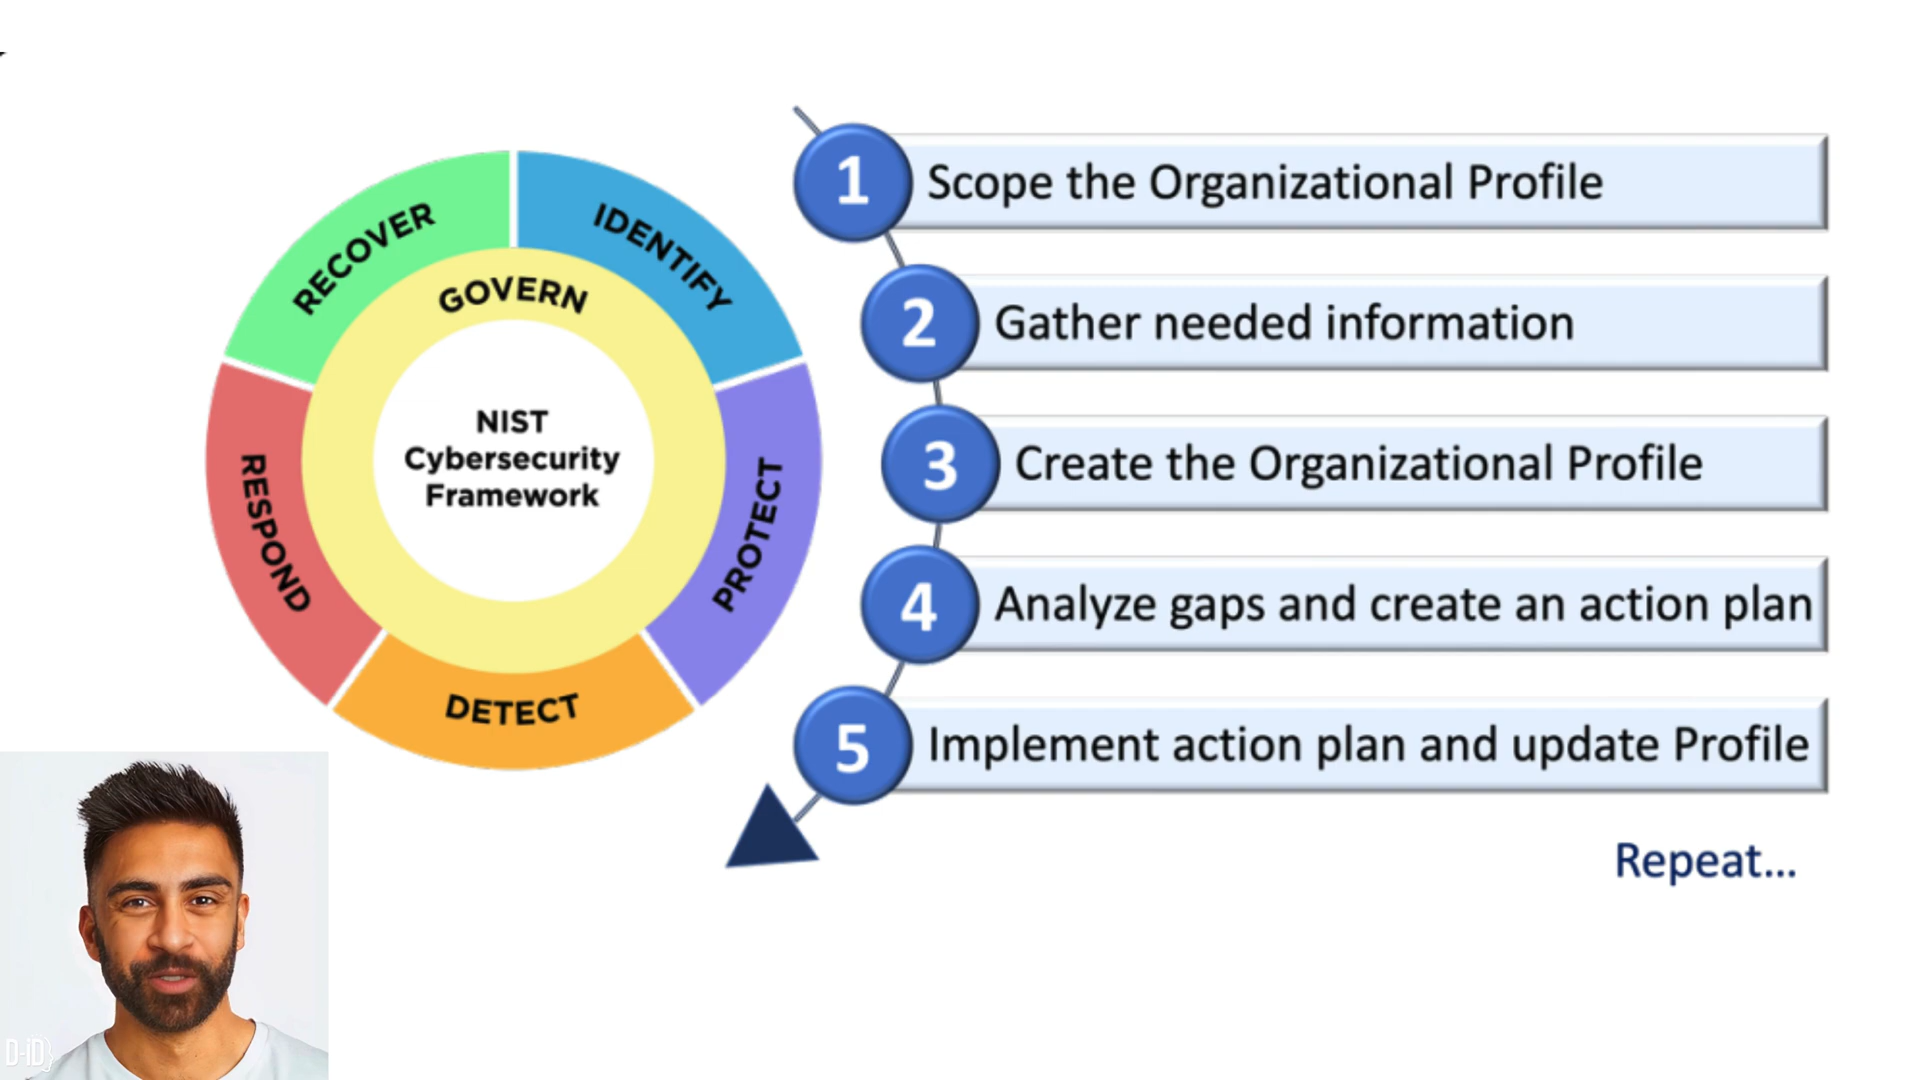 RECOVER
IDENTIFY
GOVERN
NIST
Cybersecurity
Framework
RESPOND
PROTECT
DETECT
1 Scope the Organizational Profile
2 Gather needed information
3 Create the Organizational Profile
4 Analyze gaps and create an action plan
5 Implement action plan and update Profile
Repeat...
D-iD